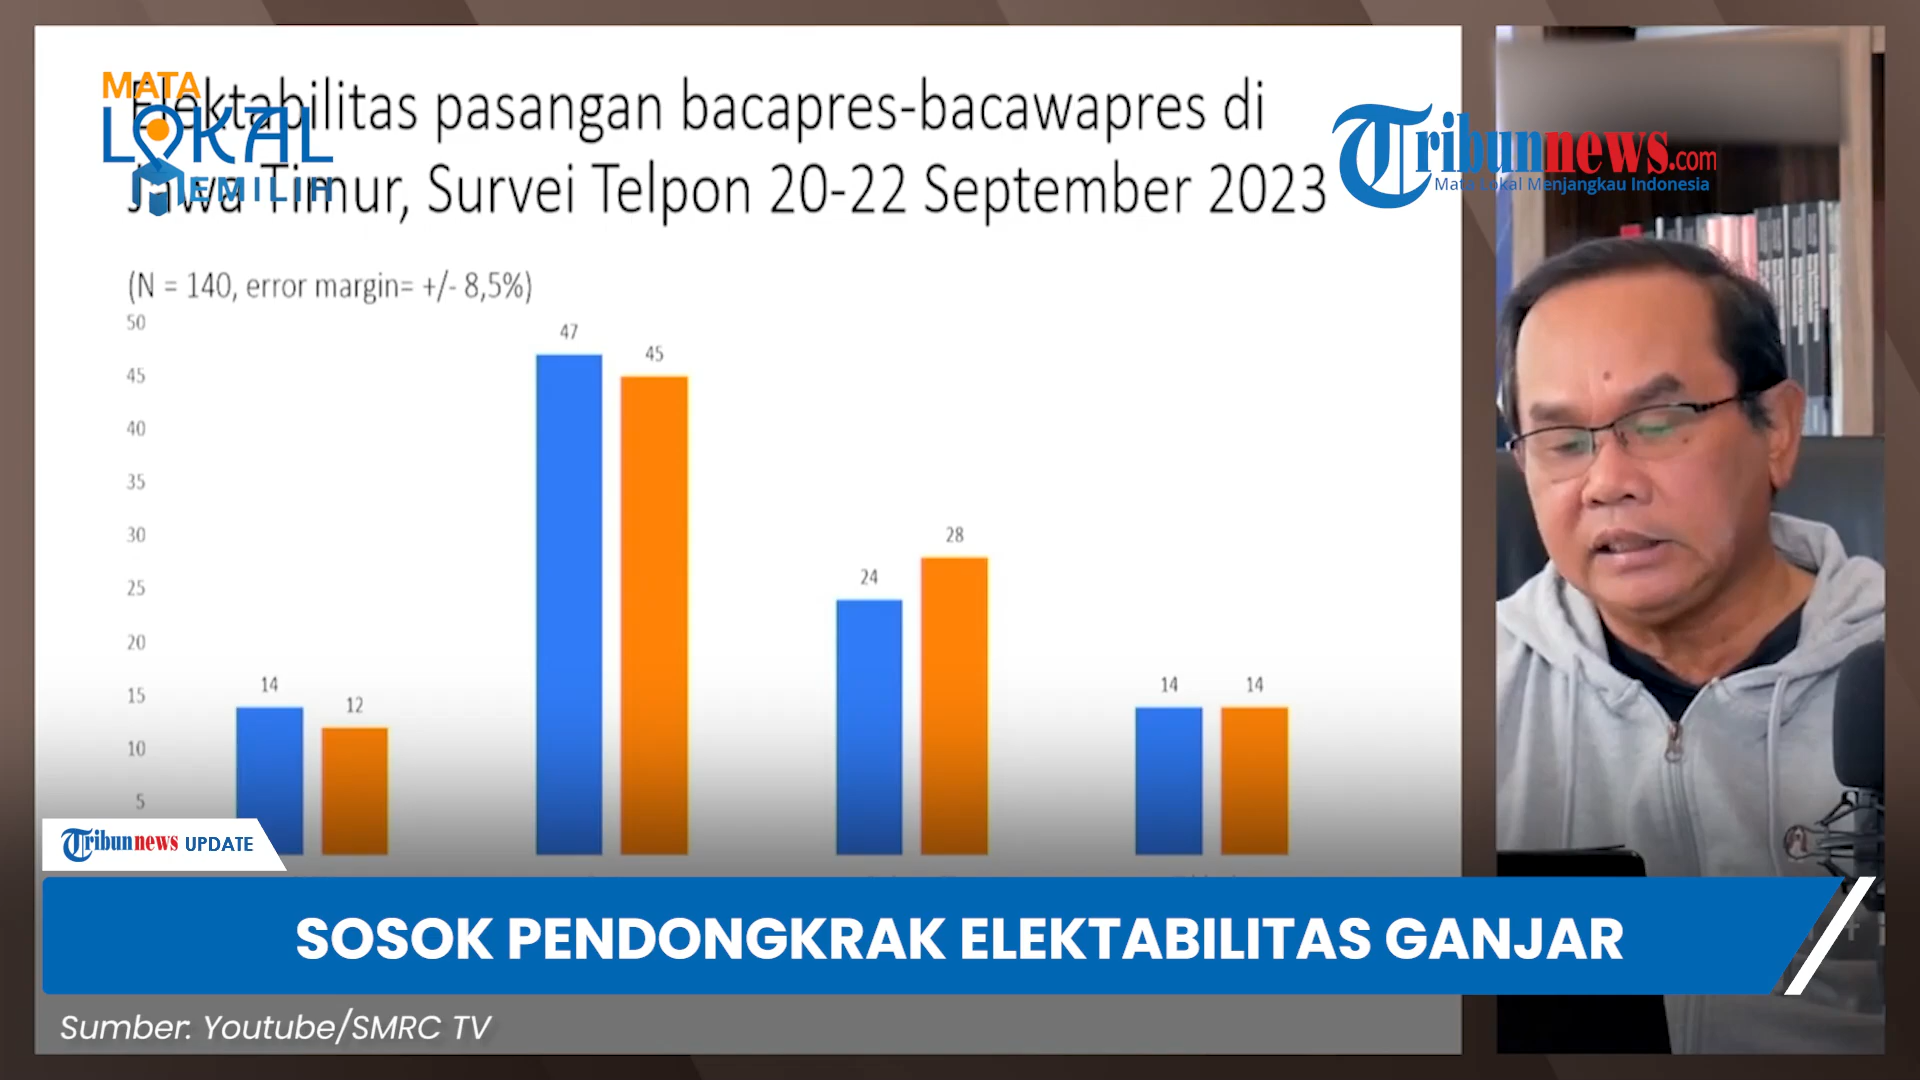 MATA
LOKAL
EMILIH
Elektabilitas pasangan bacapres-bacawapres di
Jawa Timur, Survei Telpon 20-22 September 2023
Tribunnews.com
Mata Lokal Menjangkau Indonesia
(N = 140, error margin= +/- 8,5%)
50
45
40
35
30
25
20
15
10
5
14
12
47
45
24
28
14
14
Tribunnews UPDATE
SOSOK PENDONGKRAK ELEKTABILITAS GANJAR
Sumber: Youtube/SMRC TV